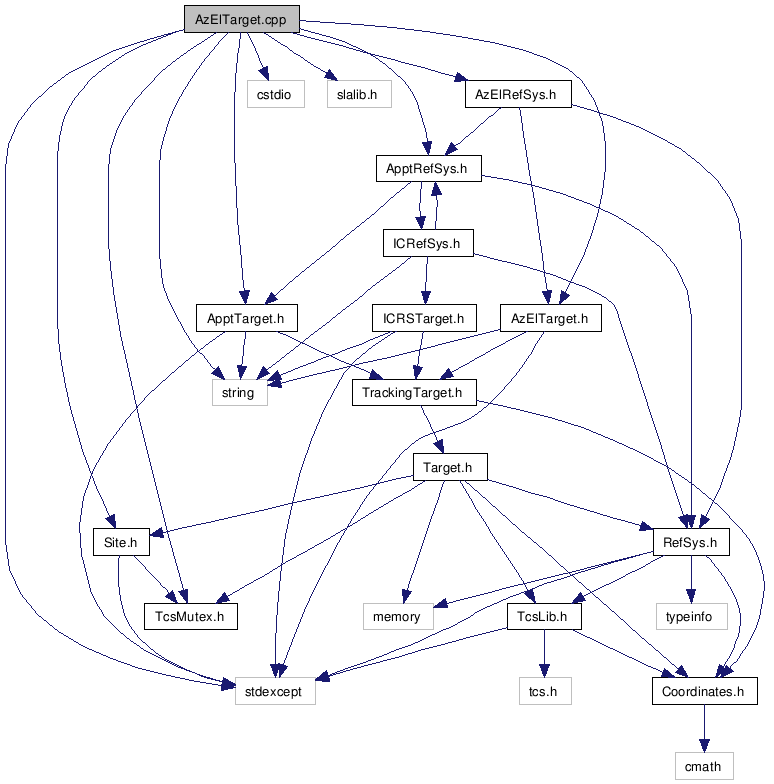 AzElTarget.cpp
cstdio
slalib.h
AzElRefSys.h
ApptRefSys.h
ICRefSys.h
ApptTarget.h
ICRSTarget.h
AzElTarget.h
string
TrackingTarget.h
Target.h
Site.h
RefSys.h
TcsMutex.h
memory
TcsLib.h
typeinfo
stdexcept
tcs.h
Coordinates.h
cmath